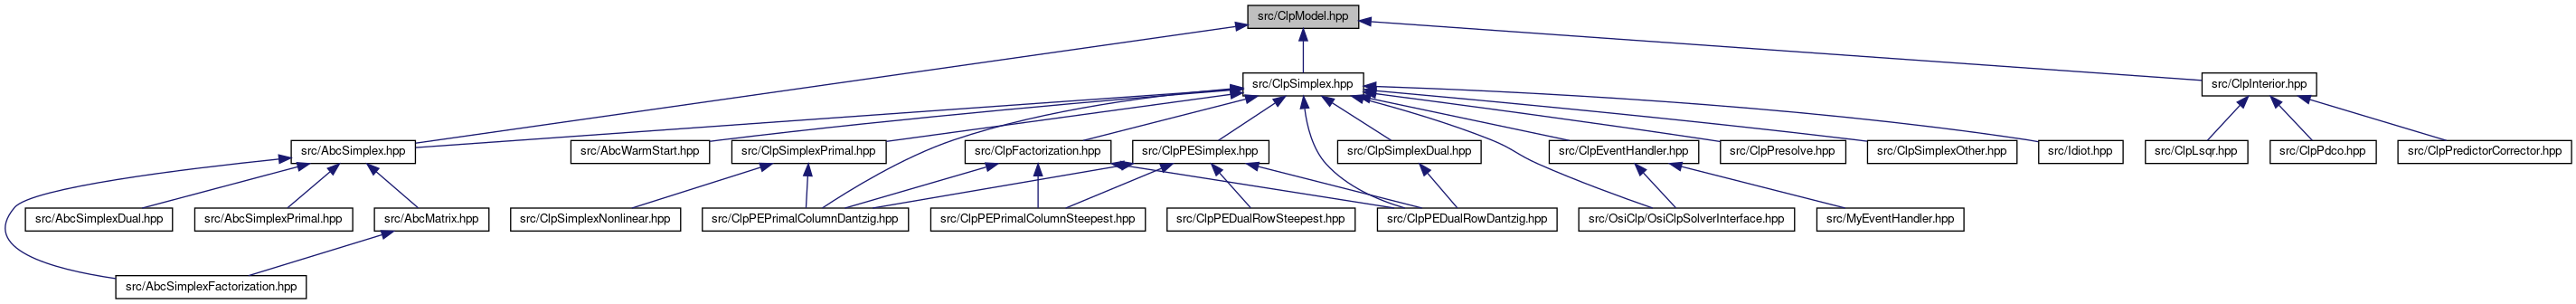 src/ClpModel.hpp
src/ClpSimplex.hpp
src/ClpInterior.hpp
src/AbcSimplex.hpp
src/AbcWarmStart.hpp
src/ClpSimplexPrimal.hpp
src/ClpFactorization.hpp
src/ClpPESimplex.hpp
src/ClpSimplexDual.hpp
src/ClpEventHandler.hpp
src/ClpPresolve.hpp
src/ClpSimplexOther.hpp
src/Idiot.hpp
src/ClpLsqr.hpp
src/ClpPdco.hpp
src/ClpPredictorCorrector.hpp
src/AbcSimplexDual.hpp
src/AbcSimplexPrimal.hpp
src/AbcMatrix.hpp
src/ClpSimplexNonlinear.hpp
src/ClpPEPrimalColumnDantzig.hpp
src/ClpPEPrimalColumnSteepest.hpp
src/ClpPEDualRowSteepest.hpp
src/ClpPEDualRowDantzig.hpp
src/OsiClp/OsiClpSolverInterface.hpp
src/MyEventHandler.hpp
src/AbcSimplexFactorization.hpp